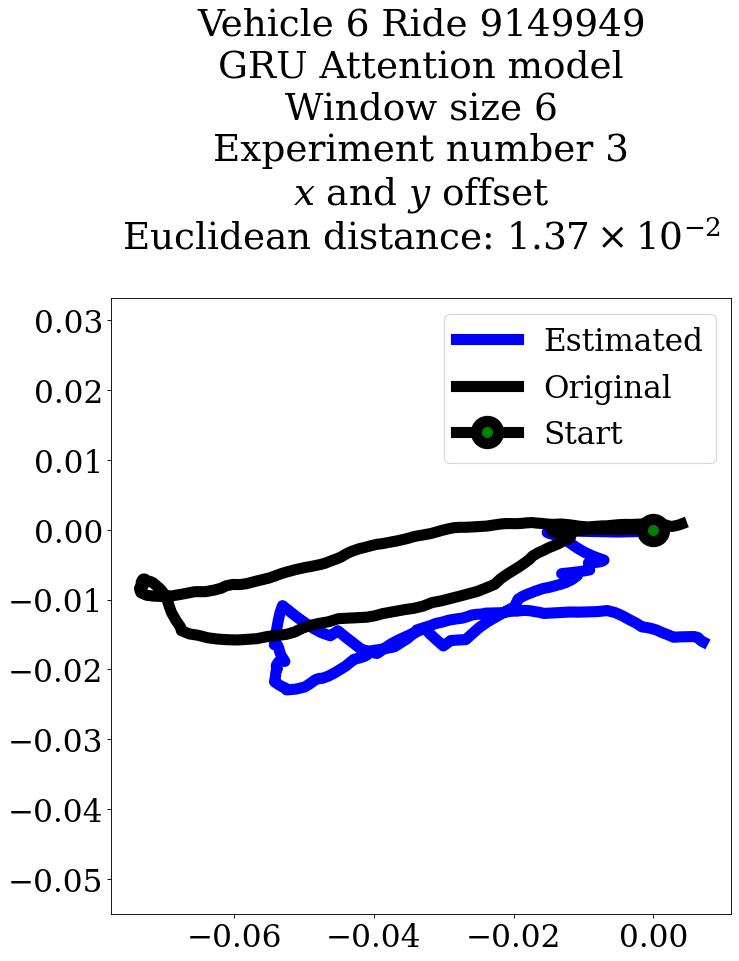 Vehicle 6 Ride 9149949
GRU Attention model
Window size 6
Experiment number 3
x and y offset
Euclidean distance: 1.37 × 10⁻²
Estimated
Original
Start
0.03
0.02
0.01
0.00
−0.01
−0.02
−0.03
−0.04
−0.05
−0.06 −0.04 −0.02 0.00